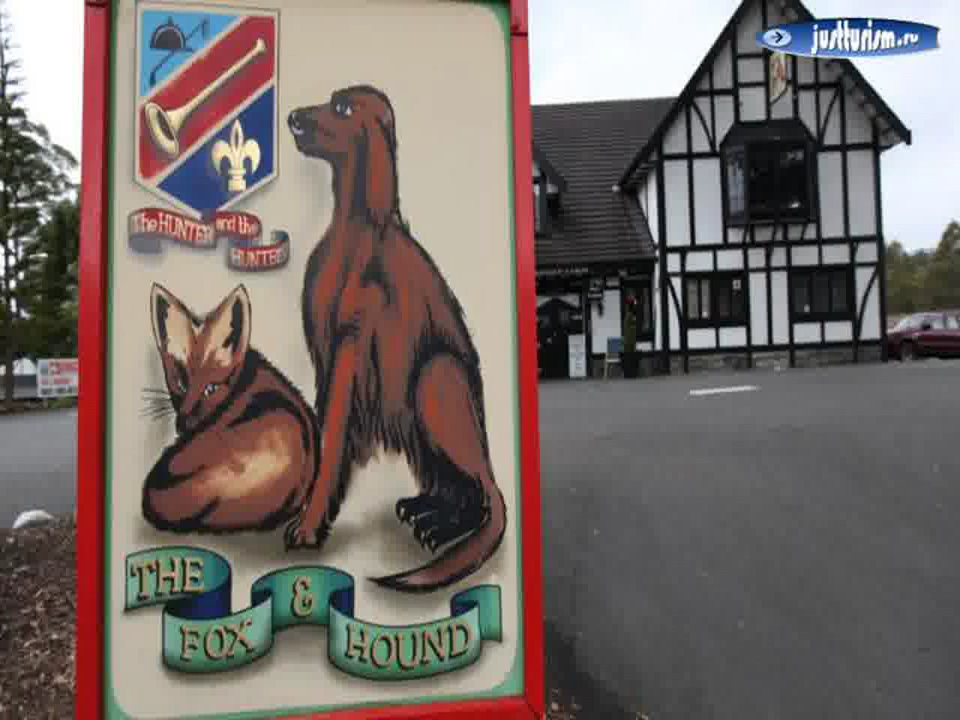 justturism.ru
The HUNTER and the
HUNTED
THE
&
FOX
HOUND